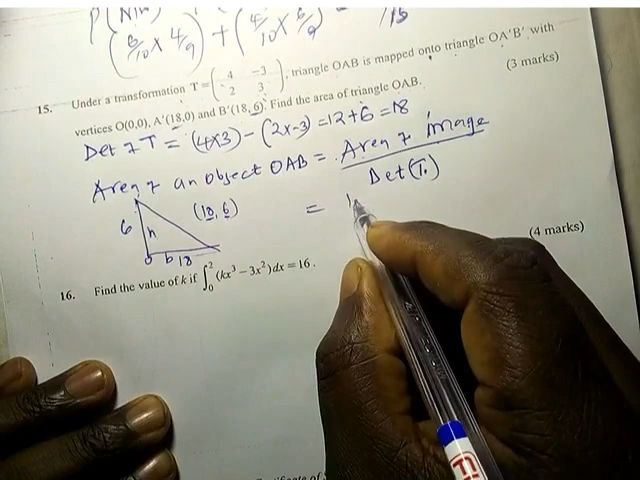 P(N/W)
(6/10 × 4/9) + (4/10 × 6/9) =
/15
15. Under a transformation T = ( 4 -3 2 3 ), triangle OAB is mapped onto triangle OA'B' with
vertices O(0,0), A'(18,0) and B'(18,6). Find the area of triangle OAB. (3 marks)
Det of T = (4×3) - (2×-3) = 12 + 6 = 18
Area of an object OAB = Area of image
Det(T)
6 h (18, 6)
b 18
=
16. Find the value of k if ∫₀² (kx³ - 3x²)dx = 16. (4 marks)